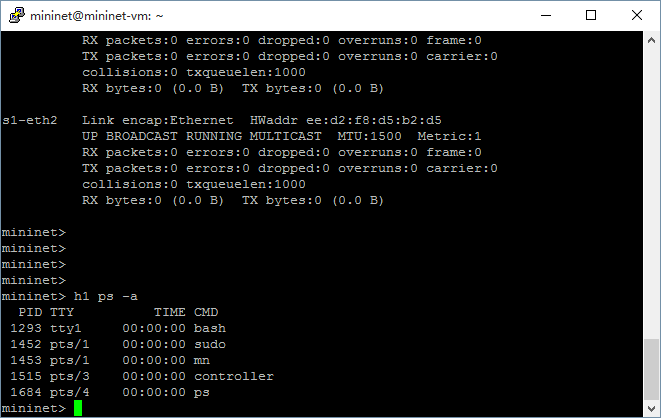 mininet@mininet-vm: ~
RX packets:0 errors:0 dropped:0 overruns:0 frame:0
TX packets:0 errors:0 dropped:0 overruns:0 carrier:0
collisions:0 txqueuelen:1000
RX bytes:0 (0.0 B)  TX bytes:0 (0.0 B)
s1-eth2   Link encap:Ethernet  HWaddr ee:d2:f8:d5:b2:d5
UP BROADCAST RUNNING MULTICAST  MTU:1500  Metric:1
RX packets:0 errors:0 dropped:0 overruns:0 frame:0
TX packets:0 errors:0 dropped:0 overruns:0 carrier:0
collisions:0 txqueuelen:1000
RX bytes:0 (0.0 B)  TX bytes:0 (0.0 B)
mininet>
mininet>
mininet>
mininet>
mininet> h1 ps -a
  PID TTY          TIME CMD
 1293 tty1     00:00:00 bash
 1452 pts/1    00:00:00 sudo
 1453 pts/1    00:00:00 mn
 1515 pts/3    00:00:00 controller
 1684 pts/4    00:00:00 ps
mininet>